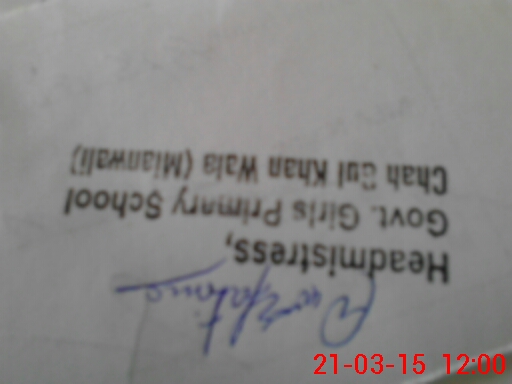 Headmistress,
Govt. Girls Primary School
Chah Gul Khan Wala (Mianwali)
21-03-15 12:00